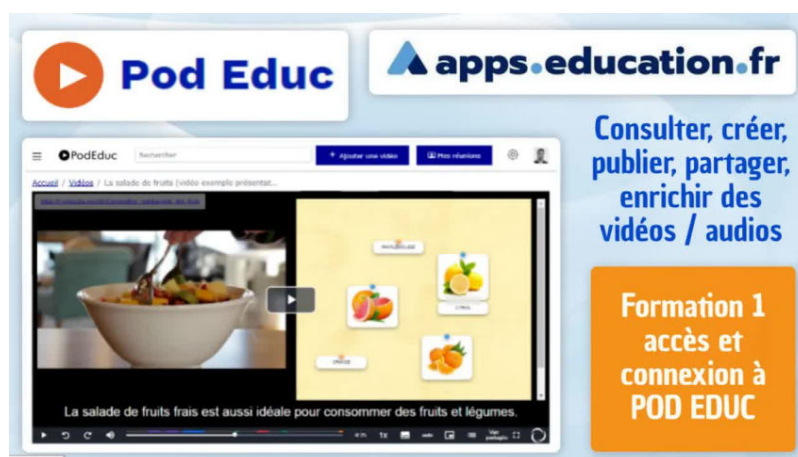 Pod Educ
apps.education.fr
Consulter, créer,
publier, partager,
enrichir des
vidéos / audios
PodEduc
Rechercher
+ Ajouter une vidéo
Mes réunions
Accueil / Vidéos / La salade de fruits (vidéo exemple présentat...
PAMPLEMOUSSE
CITRON
ORANGE
La salade de fruits frais est aussi idéale pour consommer des fruits et légumes.
1x
Formation 1
accès et
connexion à
POD EDUC